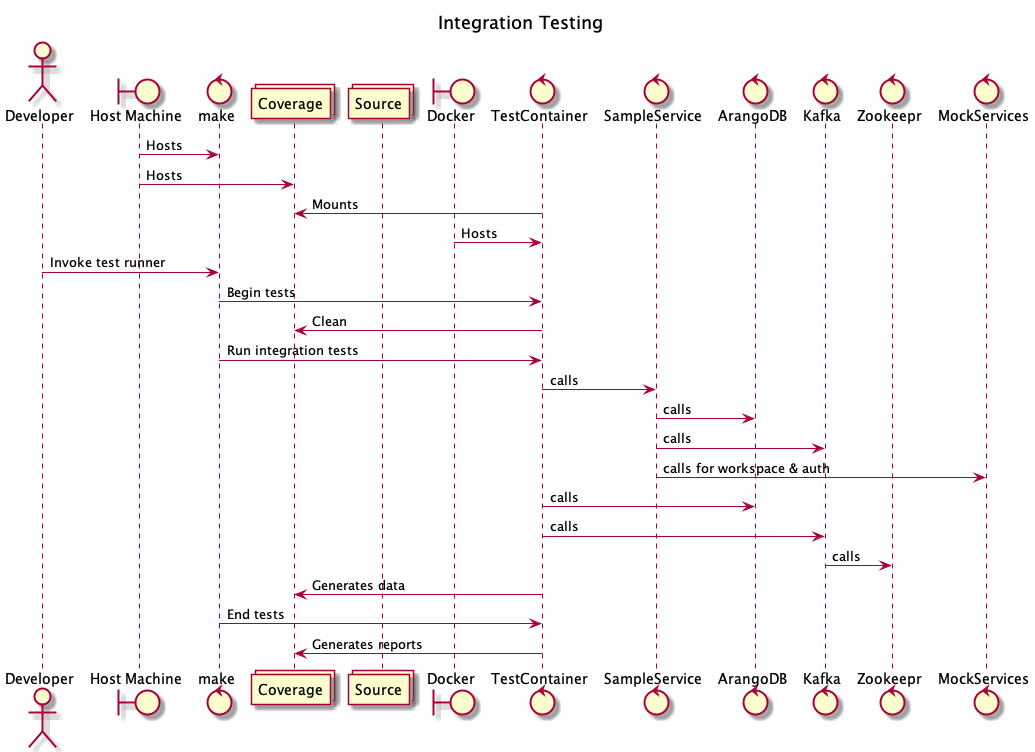 Integration Testing
Developer
Host Machine
make
Coverage
Source
Docker
TestContainer
SampleService
ArangoDB
Kafka
Zookeepr
MockServices
Hosts
Hosts
Mounts
Hosts
Invoke test runner
Begin tests
Clean
Run integration tests
calls
calls
calls
calls for workspace & auth
calls
calls
calls
Generates data
End tests
Generates reports
Developer
Host Machine
make
Coverage
Source
Docker
TestContainer
SampleService
ArangoDB
Kafka
Zookeepr
MockServices